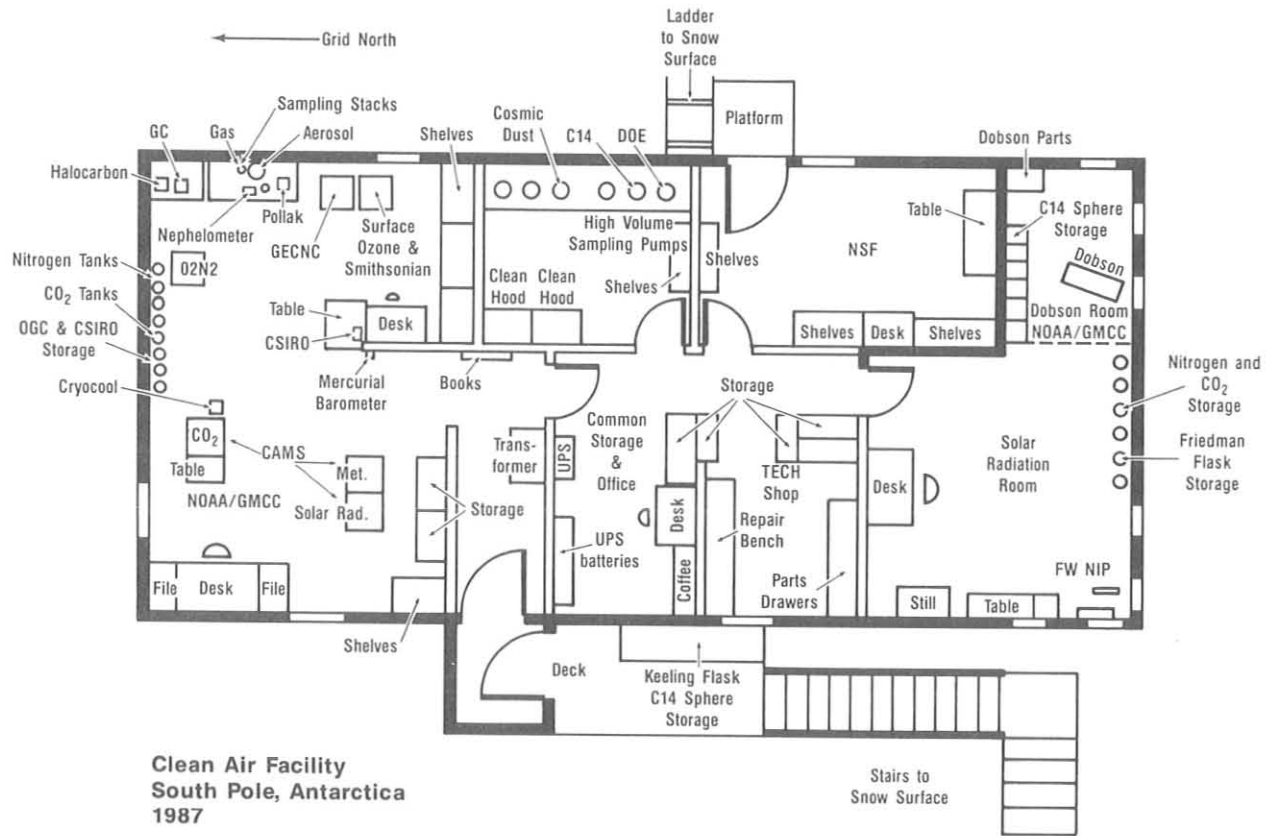 Grid North
Ladder
to Snow
Surface
Platform
Sampling Stacks
GC
Gas
Aerosol
Shelves
Cosmic
Dust
C14
DOE
Dobson Parts
Halocarbon
Pollak
Nephelometer
GECNC
Surface
Ozone &
Smithsonian
High Volume
Sampling Pumps
Shelves
Shelves
NSF
Table
C14 Sphere
Storage
Dobson
Dobson Room
NOAA/GMCC
Nitrogen Tanks
O2N2
CO2 Tanks
OGC & CSIRO
Storage
Cryocool
Table
CSIRO
Desk
Clean
Hood
Clean
Hood
Shelves
Desk
Shelves
Mercurial
Barometer
Books
Storage
Nitrogen and
CO2
Storage
Friedman
Flask
Storage
CO2
Table
CAMS
Met.
Solar Rad.
NOAA/GMCC
Storage
Trans-
former
UPS
Common
Storage
&
Office
UPS
batteries
Desk
Coffee
TECH
Shop
Repair
Bench
Parts
Drawers
Desk
Solar
Radiation
Room
FW NIP
Still
Table
File
Desk
File
Shelves
Deck
Keeling Flask
C14 Sphere
Storage
Stairs to
Snow Surface
Clean Air Facility
South Pole, Antarctica
1987